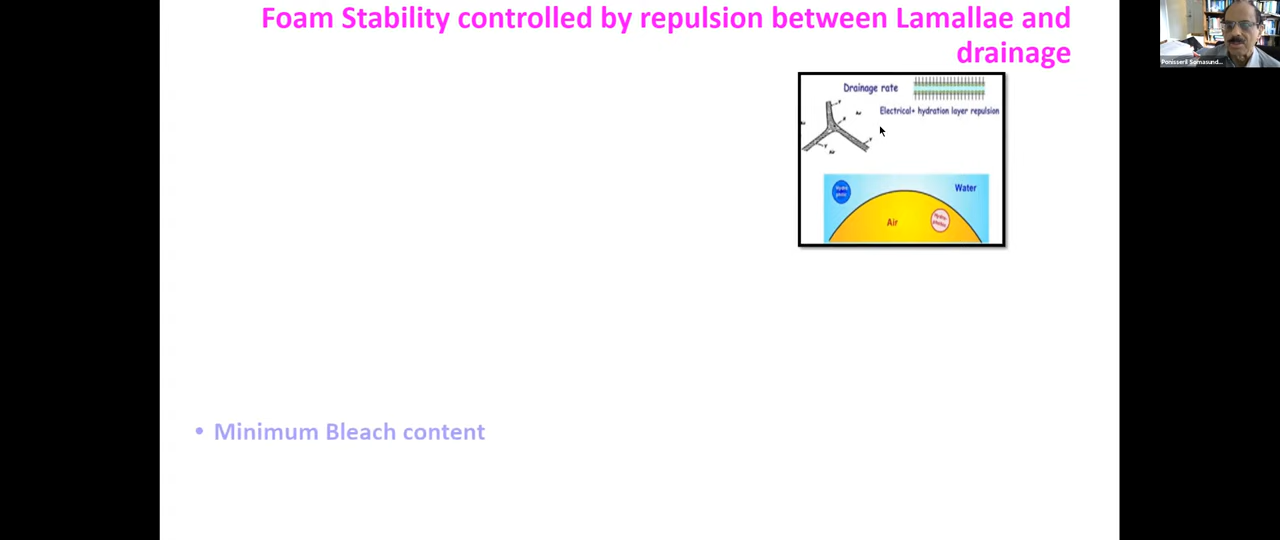 Foam Stability controlled by repulsion between Lamallae and
drainage
Drainage rate
Electrical+ hydration layer repulsion
Water
Air
• Minimum Bleach content